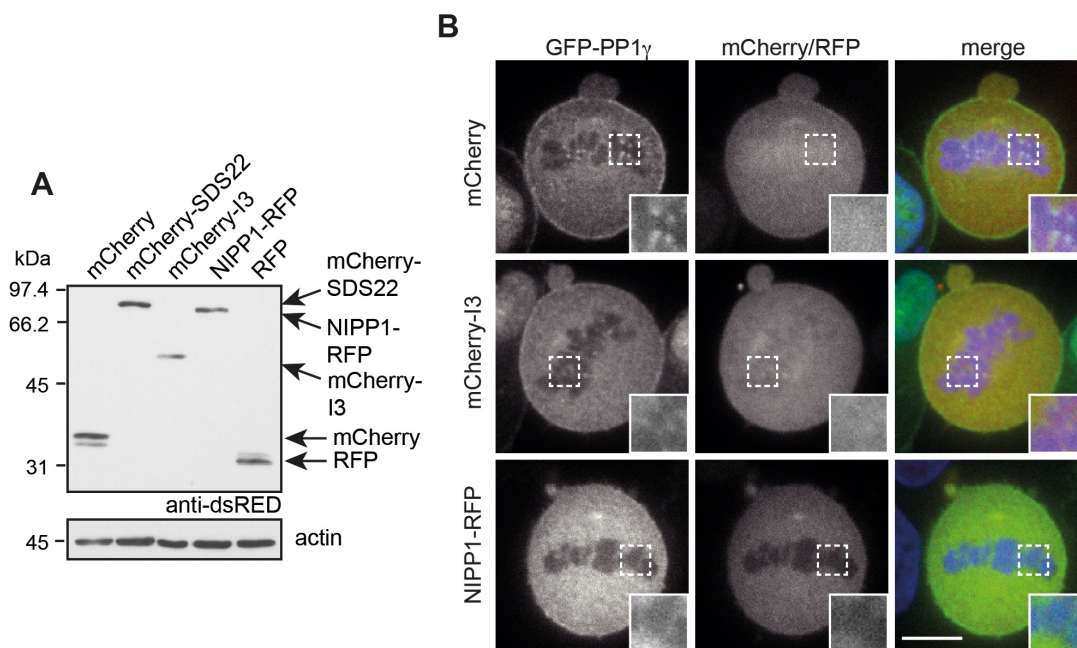 A
kDa
mCherry
mCherry-SDS22
mCherry-I3
NIPP1-RFP
RFP
97.4
66.2
45
31
mCherry-
SDS22
NIPP1-
RFP
mCherry-
I3
mCherry
RFP
anti-dsRED
45
actin
B
GFP-PP1γ
mCherry/RFP
merge
mCherry
mCherry-I3
NIPP1-RFP